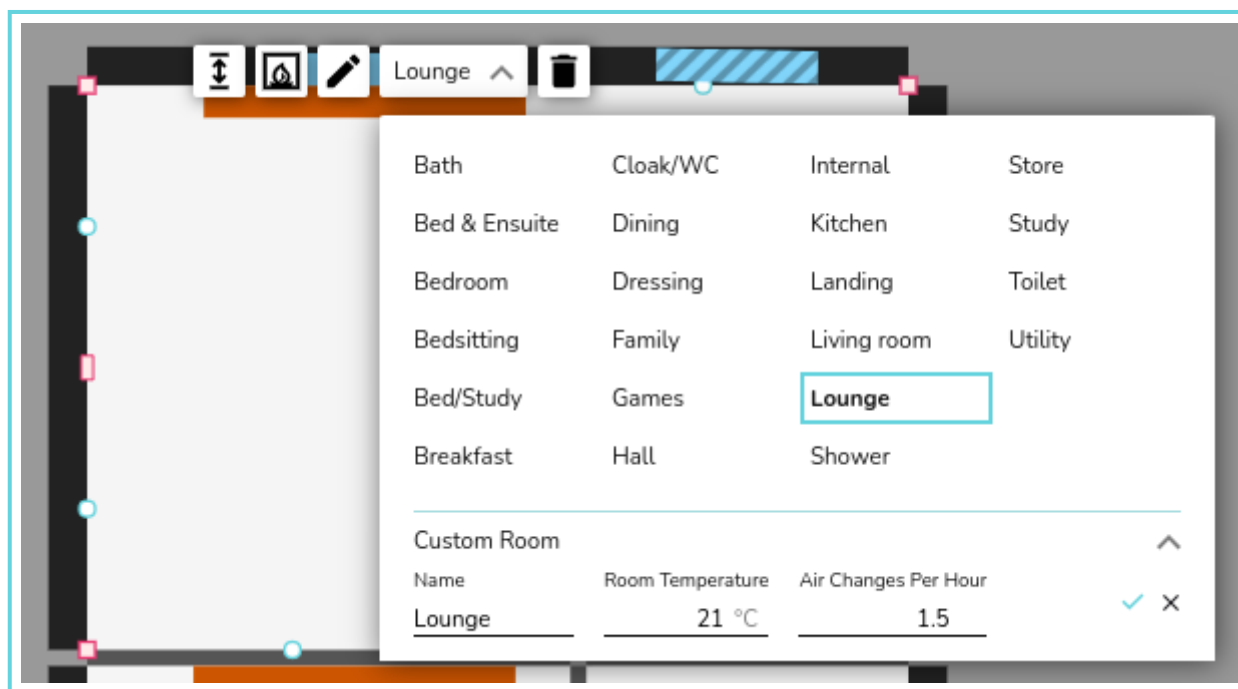 Lounge
Bath Cloak/WC Internal Store
Bed & Ensuite Dining Kitchen Study
Bedroom Dressing Landing Toilet
Bedsitting Family Living room Utility
Bed/Study Games Lounge
Breakfast Hall Shower
Custom Room
Name Room Temperature Air Changes Per Hour
Lounge 21 °C 1.5